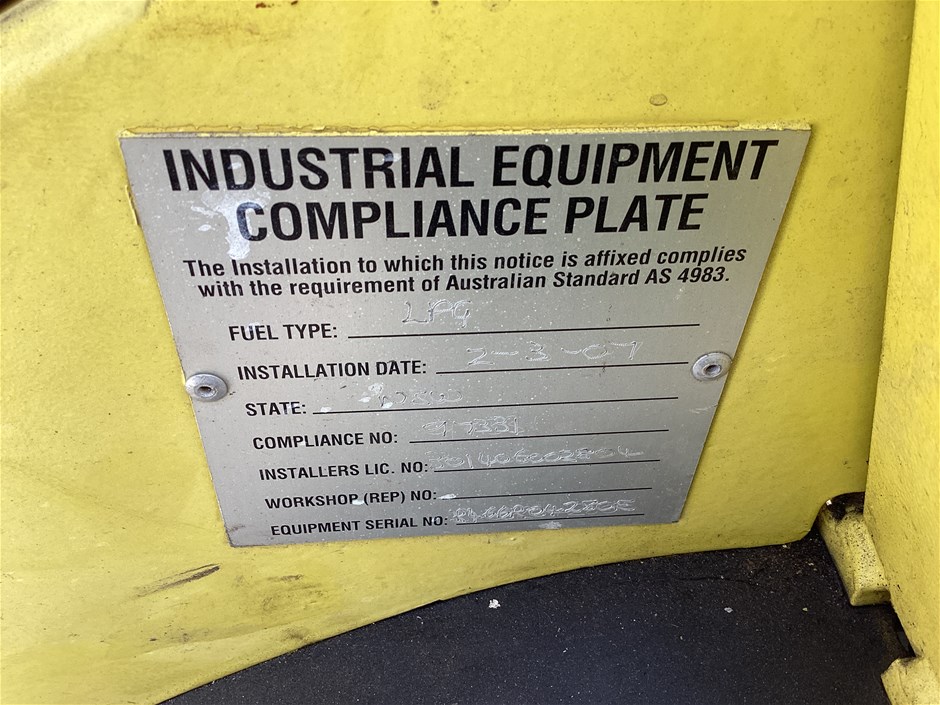 INDUSTRIAL EQUIPMENT
COMPLIANCE PLATE
The Installation to which this notice is affixed complies
with the requirement of Australian Standard AS 4983.
FUEL TYPE: LPG
INSTALLATION DATE: 2-3-07
STATE: NSW
COMPLIANCE NO:
INSTALLERS LIC. NO:
WORKSHOP (REP) NO:
EQUIPMENT SERIAL NO: